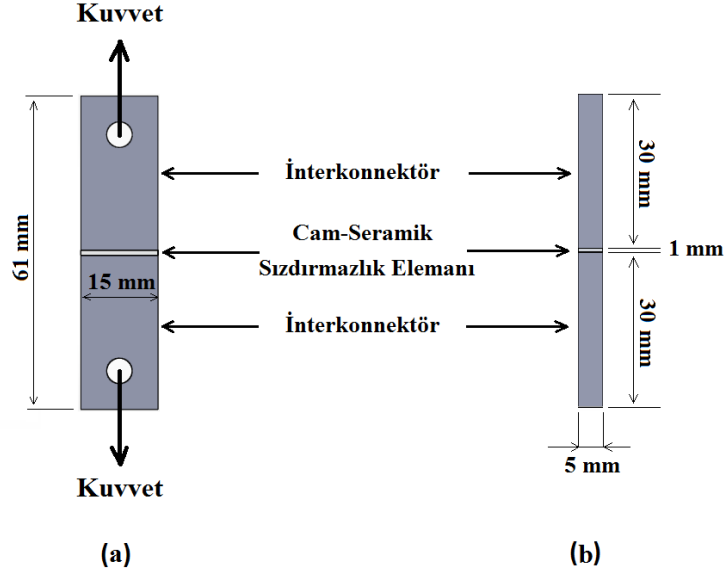 Kuvvet
61 mm
15 mm
Kuvvet
(a)
İnterkonnektör
Cam-Seramik
Sızdırmazlık Elemanı
İnterkonnektör
30 mm
1 mm
30 mm
5 mm
(b)